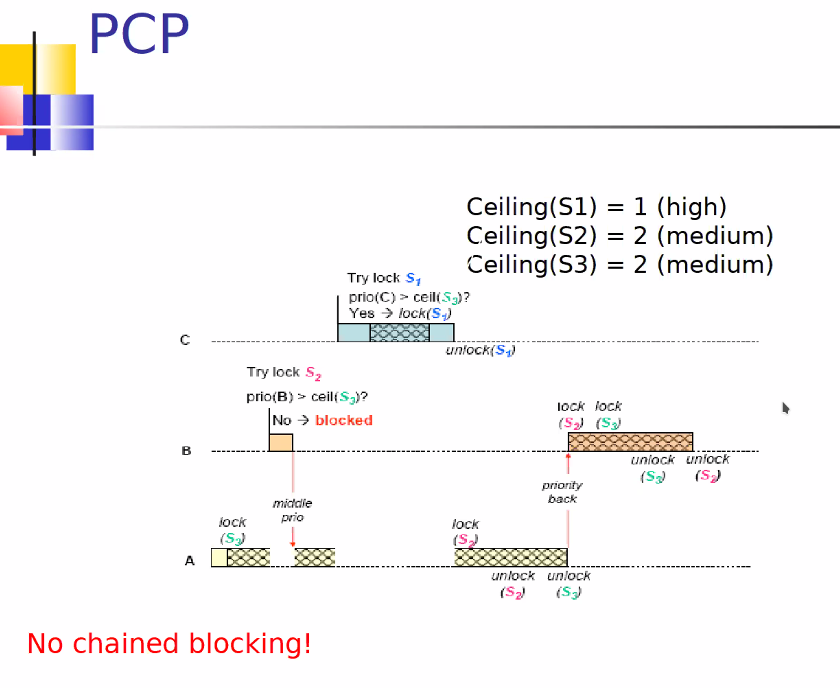 PCP
Ceiling(S1) = 1 (high)
Ceiling(S2) = 2 (medium)
Ceiling(S3) = 2 (medium)
Try lock S1
prio(C) > ceil(S3)?
Yes → lock(S1)
C
unlock(S1)
Try lock S2
prio(B) > ceil(S3)?
No → blocked
lock lock
(S2) (S3)
B
unlock unlock
(S3) (S2)
middle
prio
priority
back
lock
(S3)
lock
(S2)
A
unlock unlock
(S2) (S3)
No chained blocking!